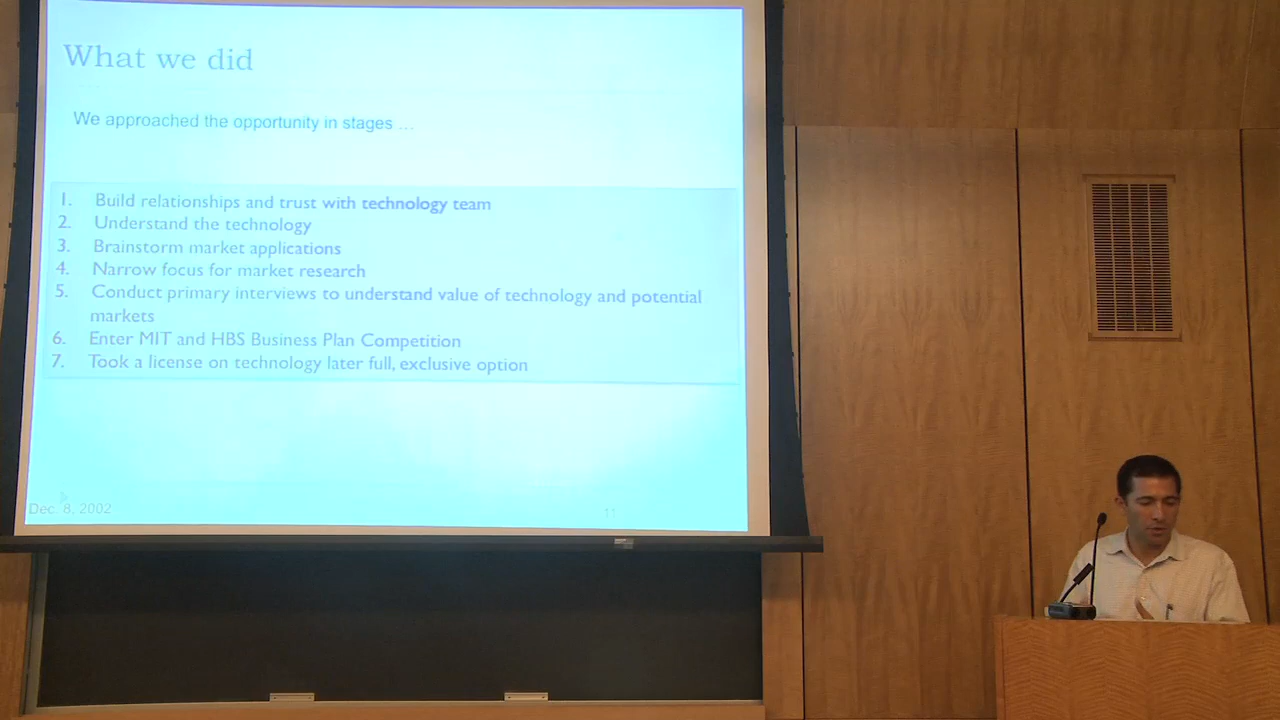 What we did
We approached the opportunity in stages ...
1. Build relationships and trust with technology team
2. Understand the technology
3. Brainstorm market applications
4. Narrow focus for market research
5. Conduct primary interviews to understand value of technology and potential
markets
6. Enter MIT and HBS Business Plan Competition
7. Took a license on technology later full, exclusive option
Dec. 8, 2002
11